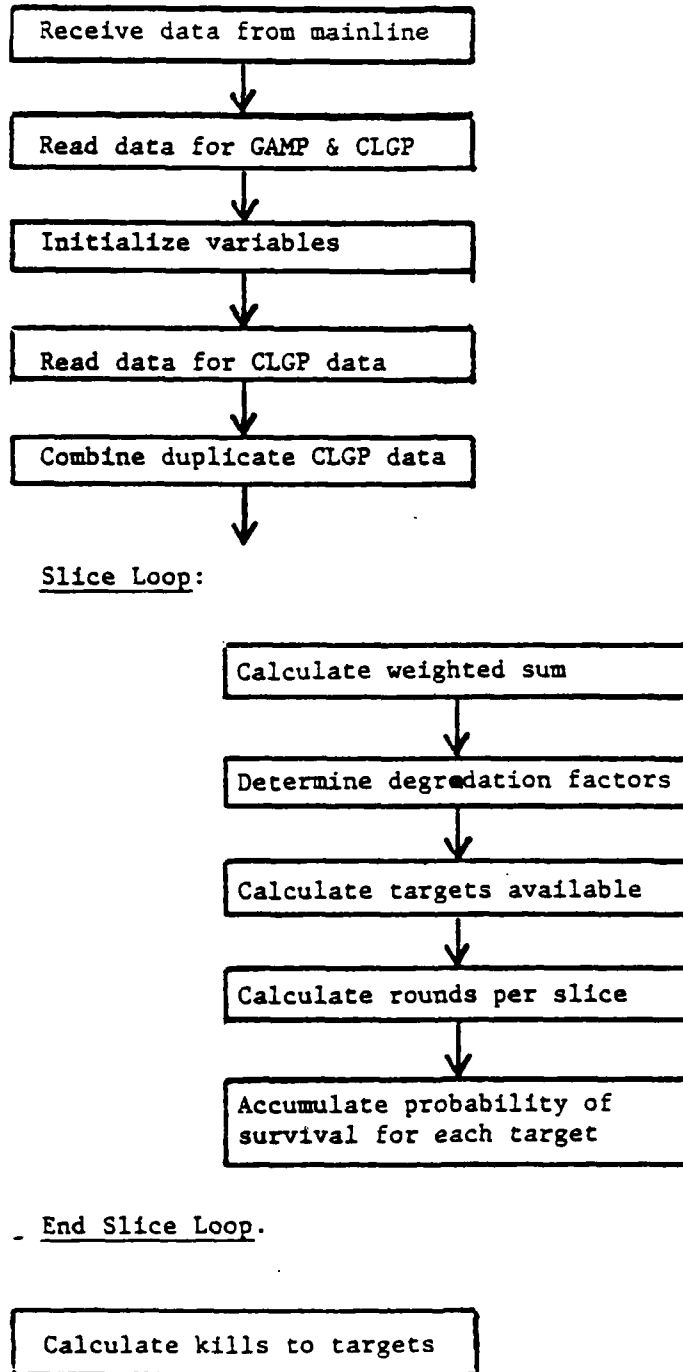 Receive data from mainline
Read data for GAMP & CLGP
Initialize variables
Read data for CLGP data
Combine duplicate CLGP data
Slice Loop:
Calculate weighted sum
Determine degradation factors
Calculate targets available
Calculate rounds per slice
Accumulate probability of
survival for each target
End Slice Loop.
Calculate kills to targets